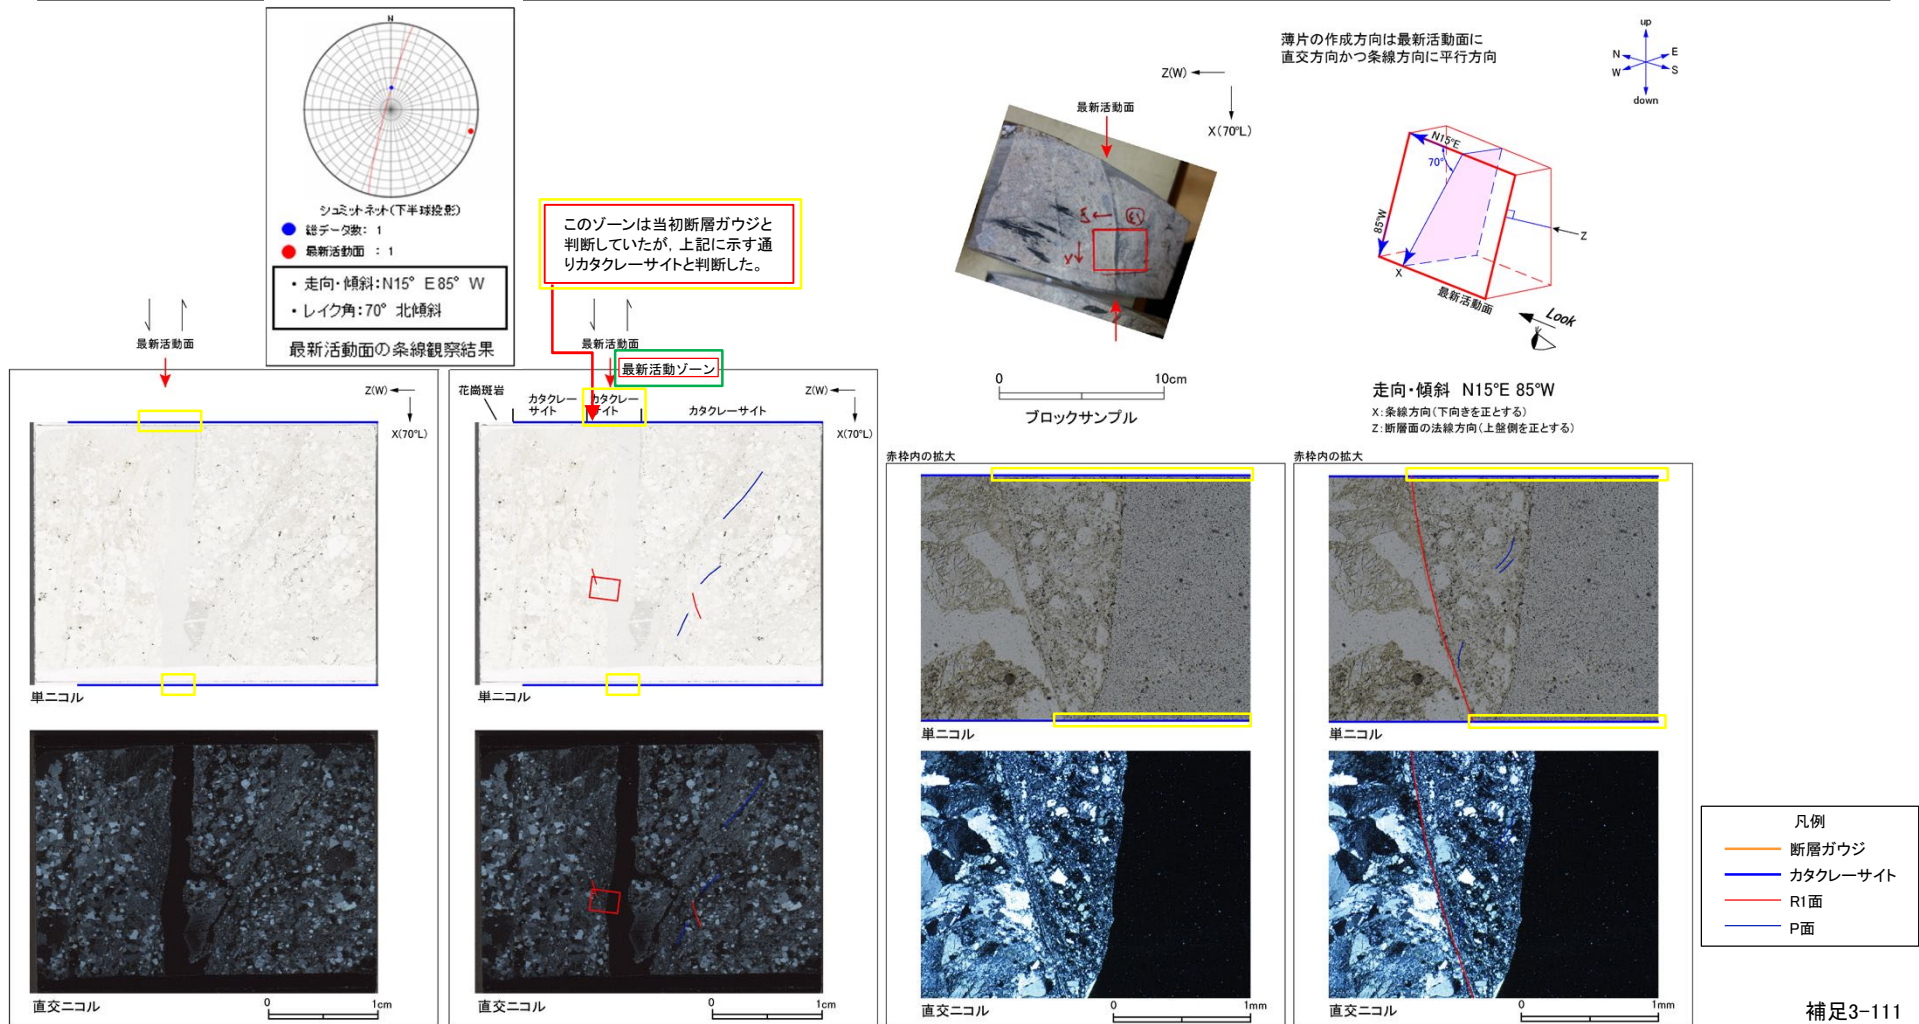 N
シュミットネット(下半球投影)
総データ数: 1
最新活動面 : 1
・ 走向・傾斜:N15° E85° W
・ レイク角:70° 北傾斜
最新活動面の条線観察結果
このゾーンは当初断層ガウジと
判断していたが，上記に示す通
りカタクレーサイトと判断した。
薄片の作成方向は最新活動面に
直交方向かつ条線方向に平行方向
up
N
E
W
S
down
Z(W)
X(70°L)
最新活動面
0
10cm
ブロックサンプル
N15°E
70°
85°W
X
Z
最新活動面
Look
走向・傾斜 N15°E 85°W
X:条線方向(下向きを正とする)
Z:断層面の法線方向(上盤側を正とする)
最新活動面
Z(W)
X(70°L)
単ニコル
直交ニコル
0
1cm
最新活動面
最新活動ゾーン
花崗斑岩
カタクレー
サイト
カタクレー
サイト
カタクレーサイト
Z(W)
X(70°L)
単ニコル
直交ニコル
0
1cm
赤枠内の拡大
単ニコル
直交ニコル
0
1mm
赤枠内の拡大
単ニコル
直交ニコル
0
1mm
凡例
断層ガウジ
カタクレーサイト
R1面
P面
補足3-111